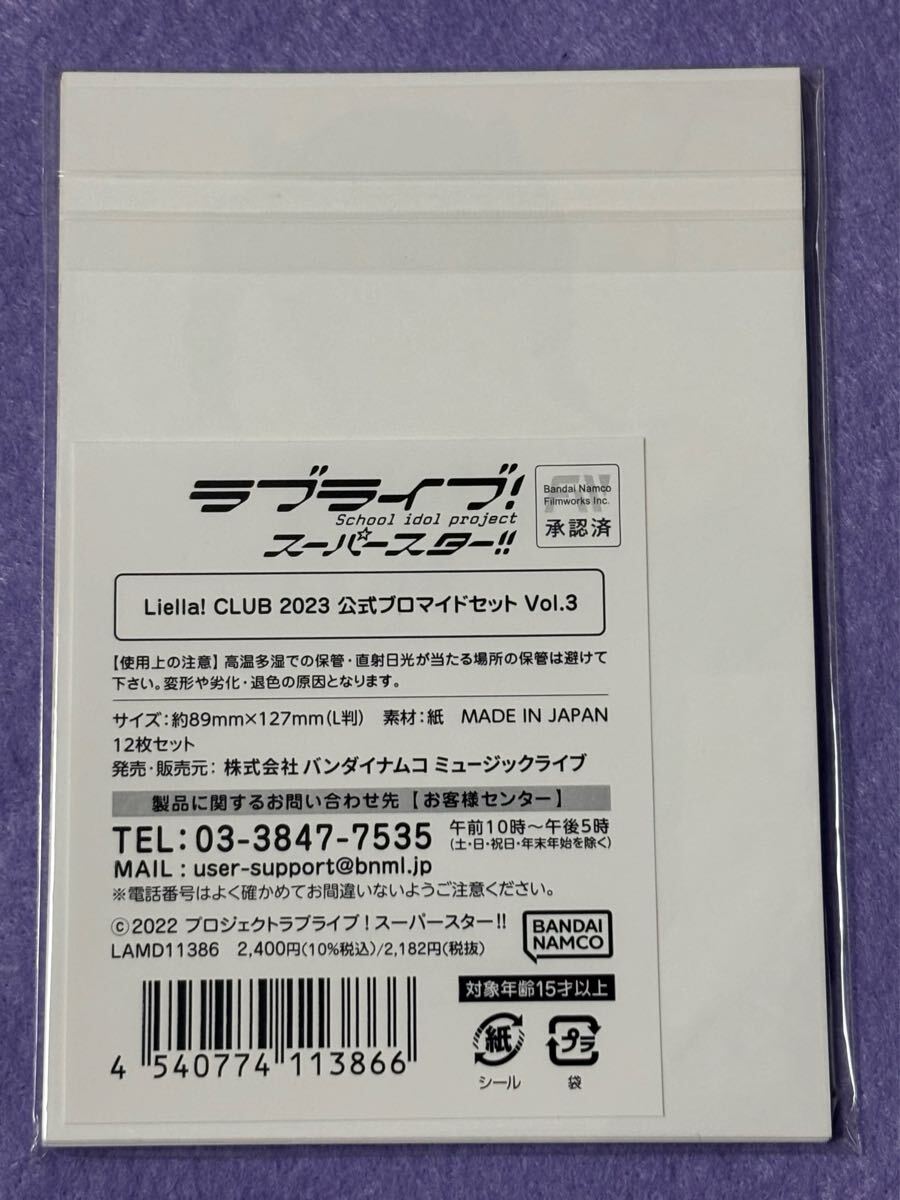 ラブライブ!
School idol project
スーパースター!!
Bandai Namco
Filmworks Inc.
承認済
Liella! CLUB 2023 公式ブロマイドセット Vol.3
【使用上の注意】高温多湿での保管・直射日光が当たる場所の保管は避けて
下さい。変形や劣化・退色の原因となります。
サイズ：約89mm×127mm(L判) 素材：紙 MADE IN JAPAN
12枚セット
発売・販売元： 株式会社 バンダイナムコ ミュージックライブ
製品に関するお問い合わせ先【お客様センター】
TEL：03-3847-7535 午前10時～午後5時
(土・日・祝日・年末年始を除く)
MAIL：user-support@bnml.jp
※電話番号はよく確かめてお間違いないようご注意ください。
©2022 プロジェクトラブライブ！スーパースター!!
LAMD11386 2,400円(10%税込)/2,182円(税抜)
BANDAI
NAMCO
対象年齢15才以上
4 540774 113866
紙
シール
プラ
袋